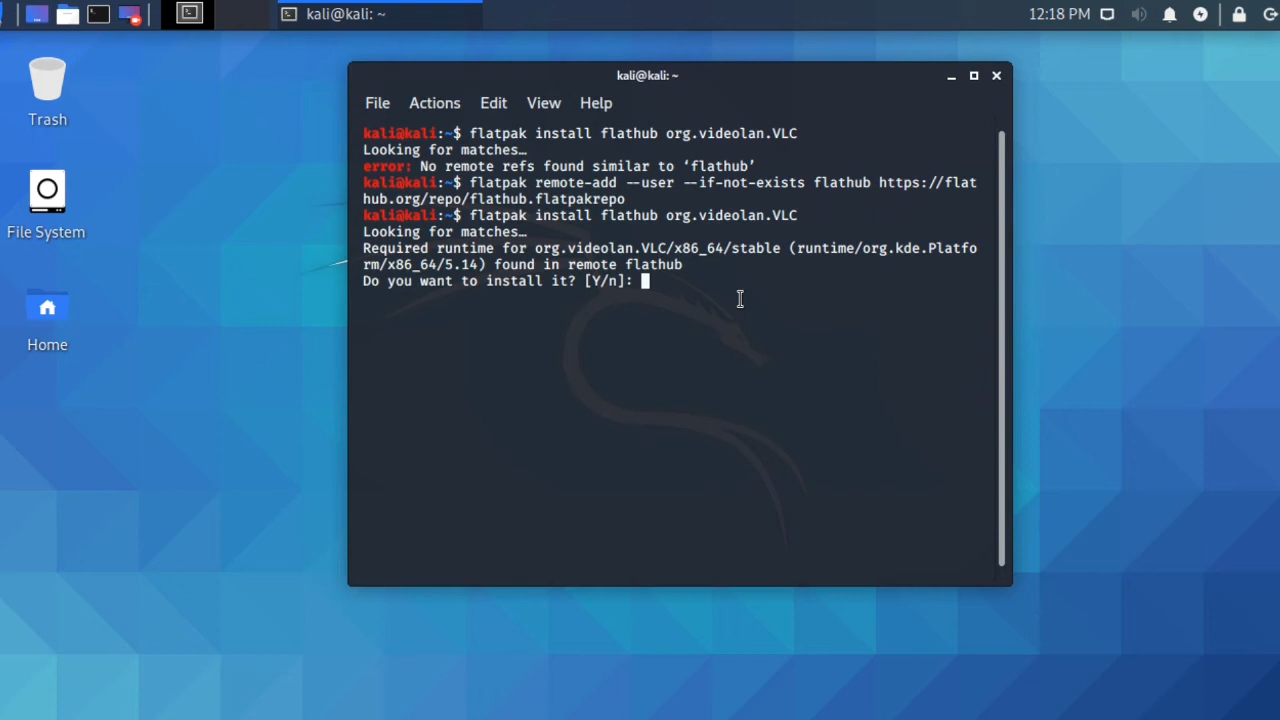 kali@kali: ~
12:18 PM
kali@kali: ~
File Actions Edit View Help
kali@kali:~$ flatpak install flathub org.videolan.VLC
Looking for matches…
error: No remote refs found similar to ‘flathub’
kali@kali:~$ flatpak remote-add --user --if-not-exists flathub https://flat
hub.org/repo/flathub.flatpakrepo
kali@kali:~$ flatpak install flathub org.videolan.VLC
Looking for matches…
Required runtime for org.videolan.VLC/x86_64/stable (runtime/org.kde.Platfo
rm/x86_64/5.14) found in remote flathub
Do you want to install it? [Y/n]:
Trash
File System
Home